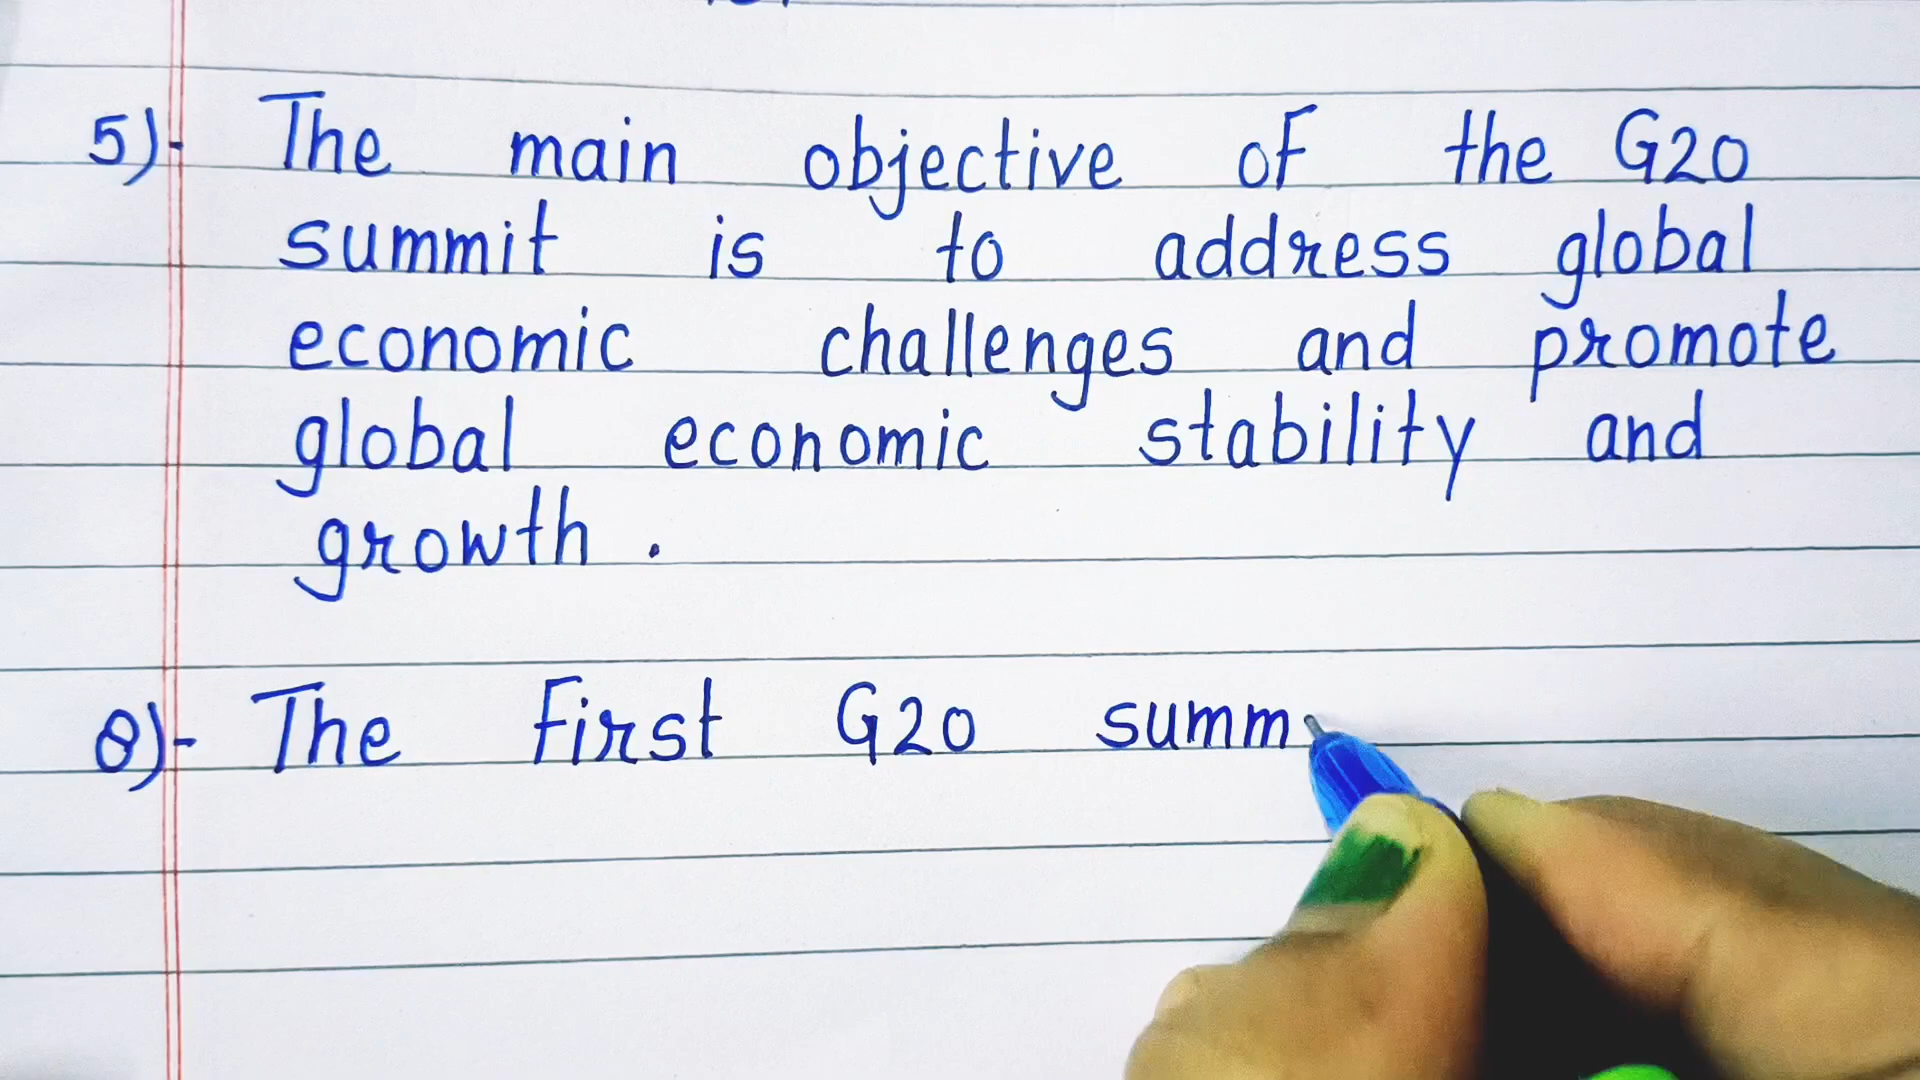 5)- The main objective of the G20
summit is to address global
economic challenges and promote
global economic stability and
growth .
8)- The First G20 summ